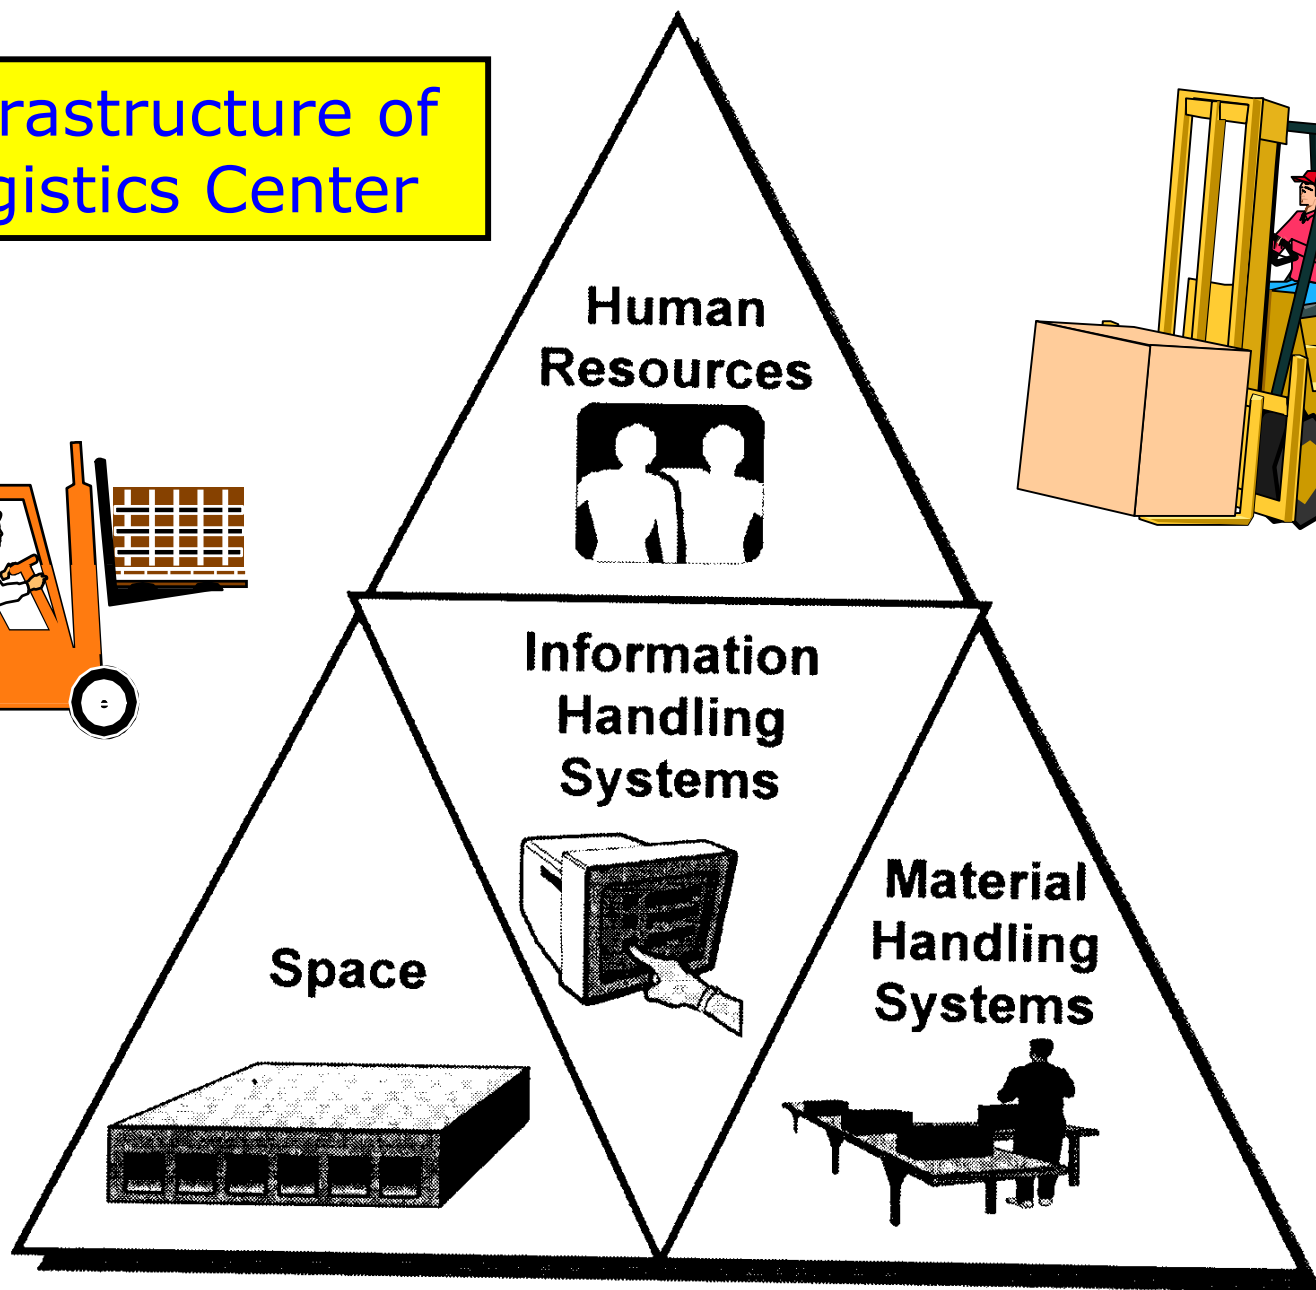 rastructure of
gistics Center
Human
Resources
Information
Handling
Systems
Space
Material
Handling
Systems